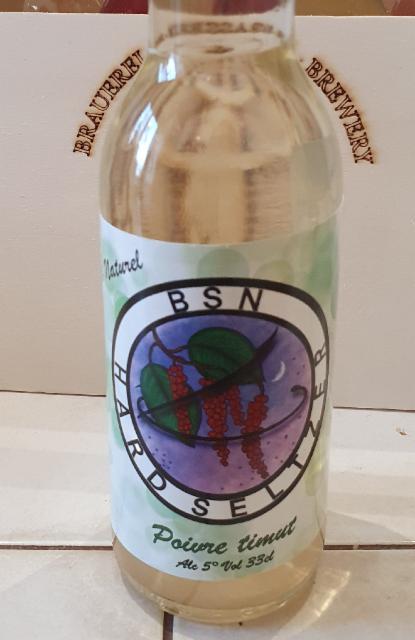 BRAUEREI
BREWERY
Naturel
BSN
HARD SELTZER
Poivre timut
Alc 5° Vol 33cl